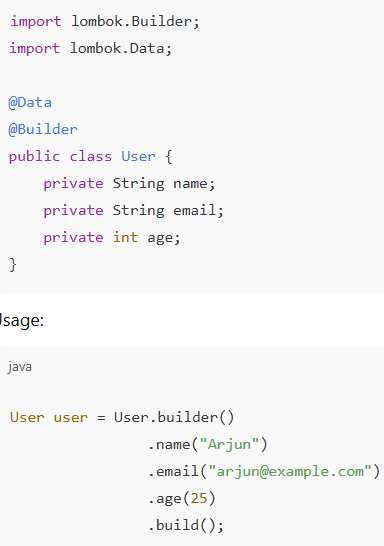 import lombok.Builder;
import lombok.Data;
@Data
@Builder
public class User {
    private String name;
    private String email;
    private int age;
}
Usage:
java
User user = User.builder()
                .name("Arjun")
                .email("arjun@example.com")
                .age(25)
                .build();